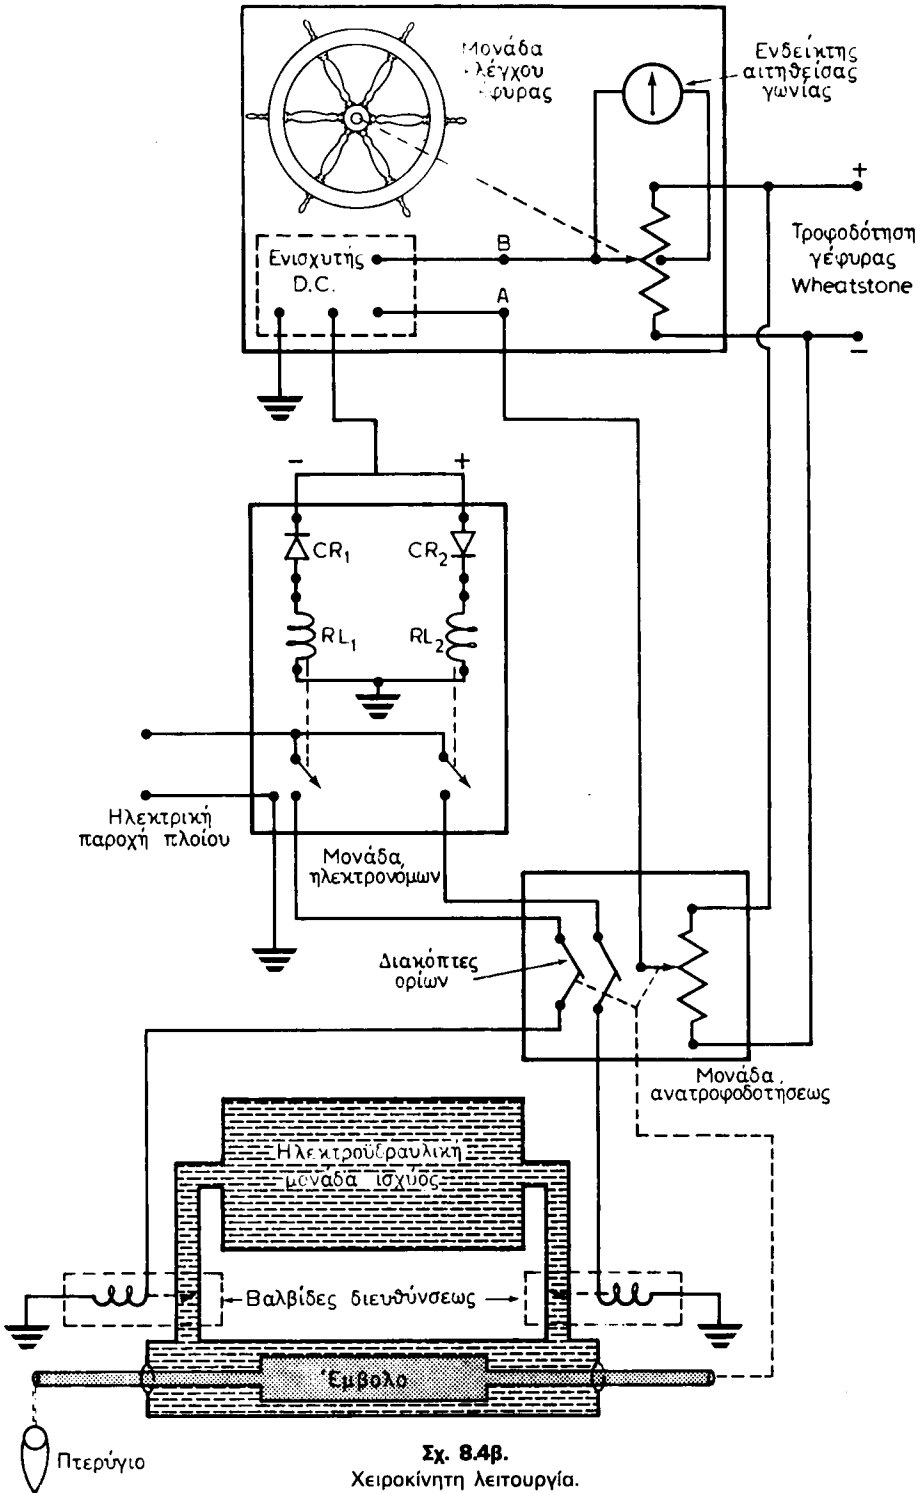 Μονάδα
λέγχου
φυρας
Ενδείκτης
αιτηθείσας
γωνίας
+
Τροφοδότηση
γέφυρας
Wheatstone
−
Ενισχυτής
D.C.
B
A
−
+
CR1
CR2
RL1
RL2
Ηλεκτρική
παροχή πλοίου
Μονάδα
ηλεκτρονόμων
Διακόπτες
ορίων
Μονάδα
ανατροφοδοτήσεως
Ηλεκτροϋδραυλική
μονάδα ισχύος
Βαλβίδες διευθύνσεως
Έμβολο
Πτερύγιο
Σχ. 8.4β.
Χειροκίνητη λειτουργία.